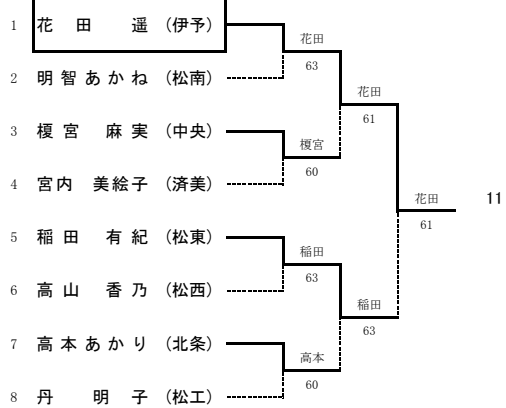 1 花田 遥 (伊予)
花田
2 明智あかね (松南)
63
花田
3 榎宮 麻実 (中央)
61
榎宮
4 宮内 美絵子 (済美)
60
花田 11
61
5 稲田 有紀 (松東)
稲田
6 高山 香乃 (松西)
63
稲田
7 高本あかり (北条)
63
高本
8 丹 明子 (松工)
60